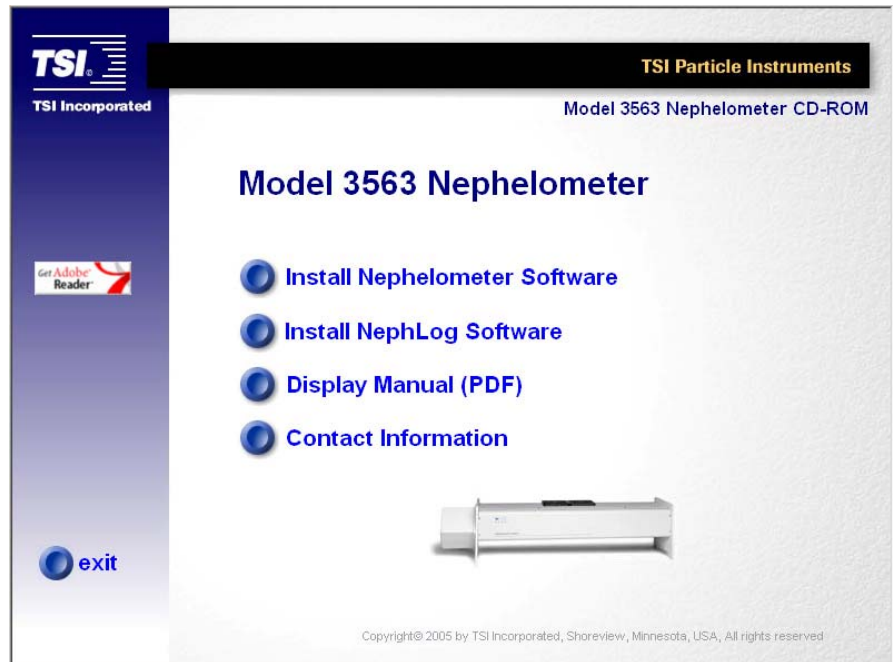 TSI
TSI Incorporated
TSI Particle Instruments
Model 3563 Nephelometer CD-ROM
Model 3563 Nephelometer
Get Adobe Reader
Install Nephelometer Software
Install NephLog Software
Display Manual (PDF)
Contact Information
exit
Copyright© 2005 by TSI Incorporated, Shoreview, Minnesota, USA, All rights reserved